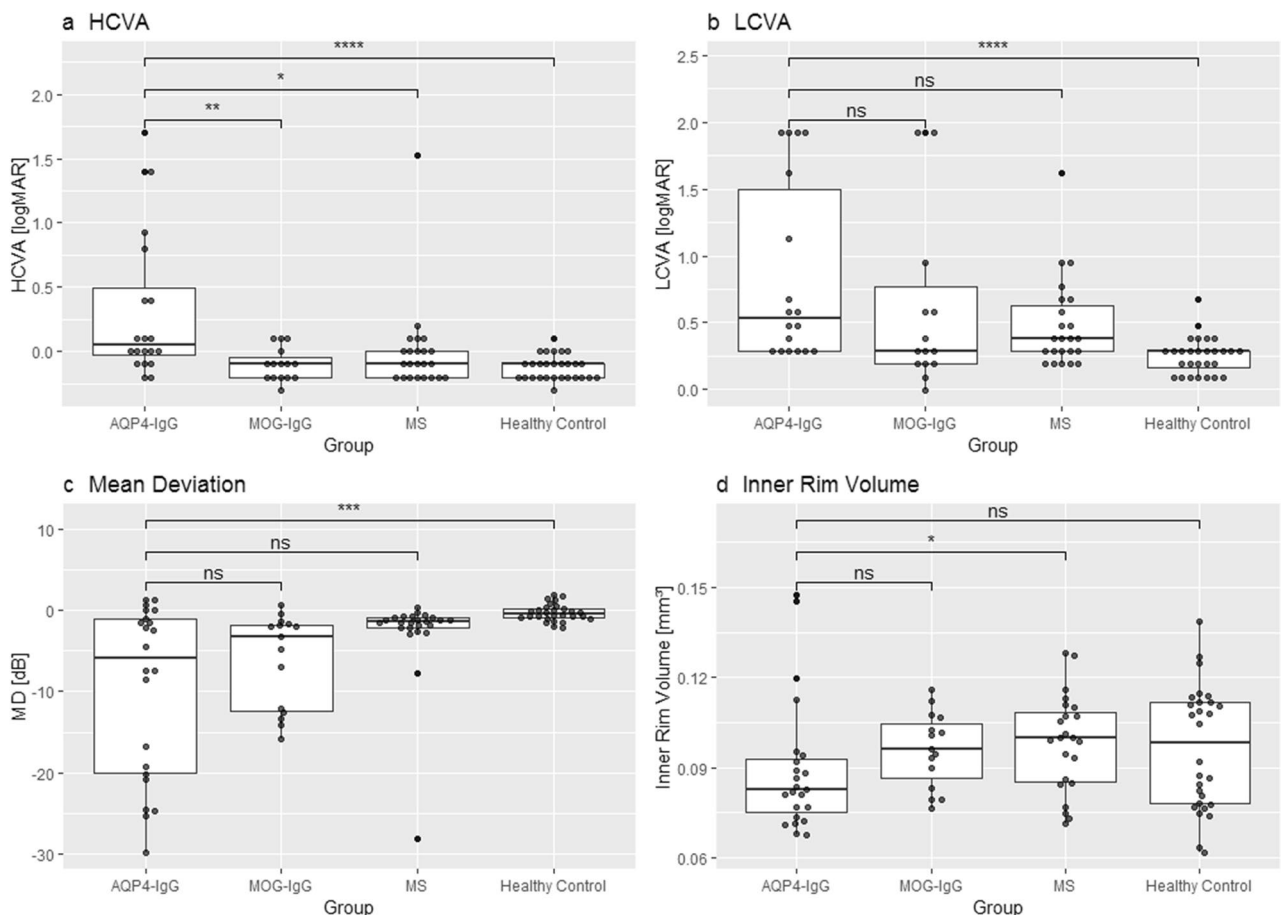 a HCVA
****
*
**
2.0
1.5
1.0
0.5
0.0
HCVA [logMAR]
AQP4-IgG MOG-IgG MS Healthy Control
Group
b LCVA
****
ns
ns
2.5
2.0
1.5
1.0
0.5
0.0
LCVA [logMAR]
AQP4-IgG MOG-IgG MS Healthy Control
Group
c Mean Deviation
***
ns
ns
10
0
-10
-20
-30
MD [dB]
AQP4-IgG MOG-IgG MS Healthy Control
Group
d Inner Rim Volume
ns
*
ns
0.15
0.12
0.09
0.06
Inner Rim Volume [mm³]
AQP4-IgG MOG-IgG MS Healthy Control
Group